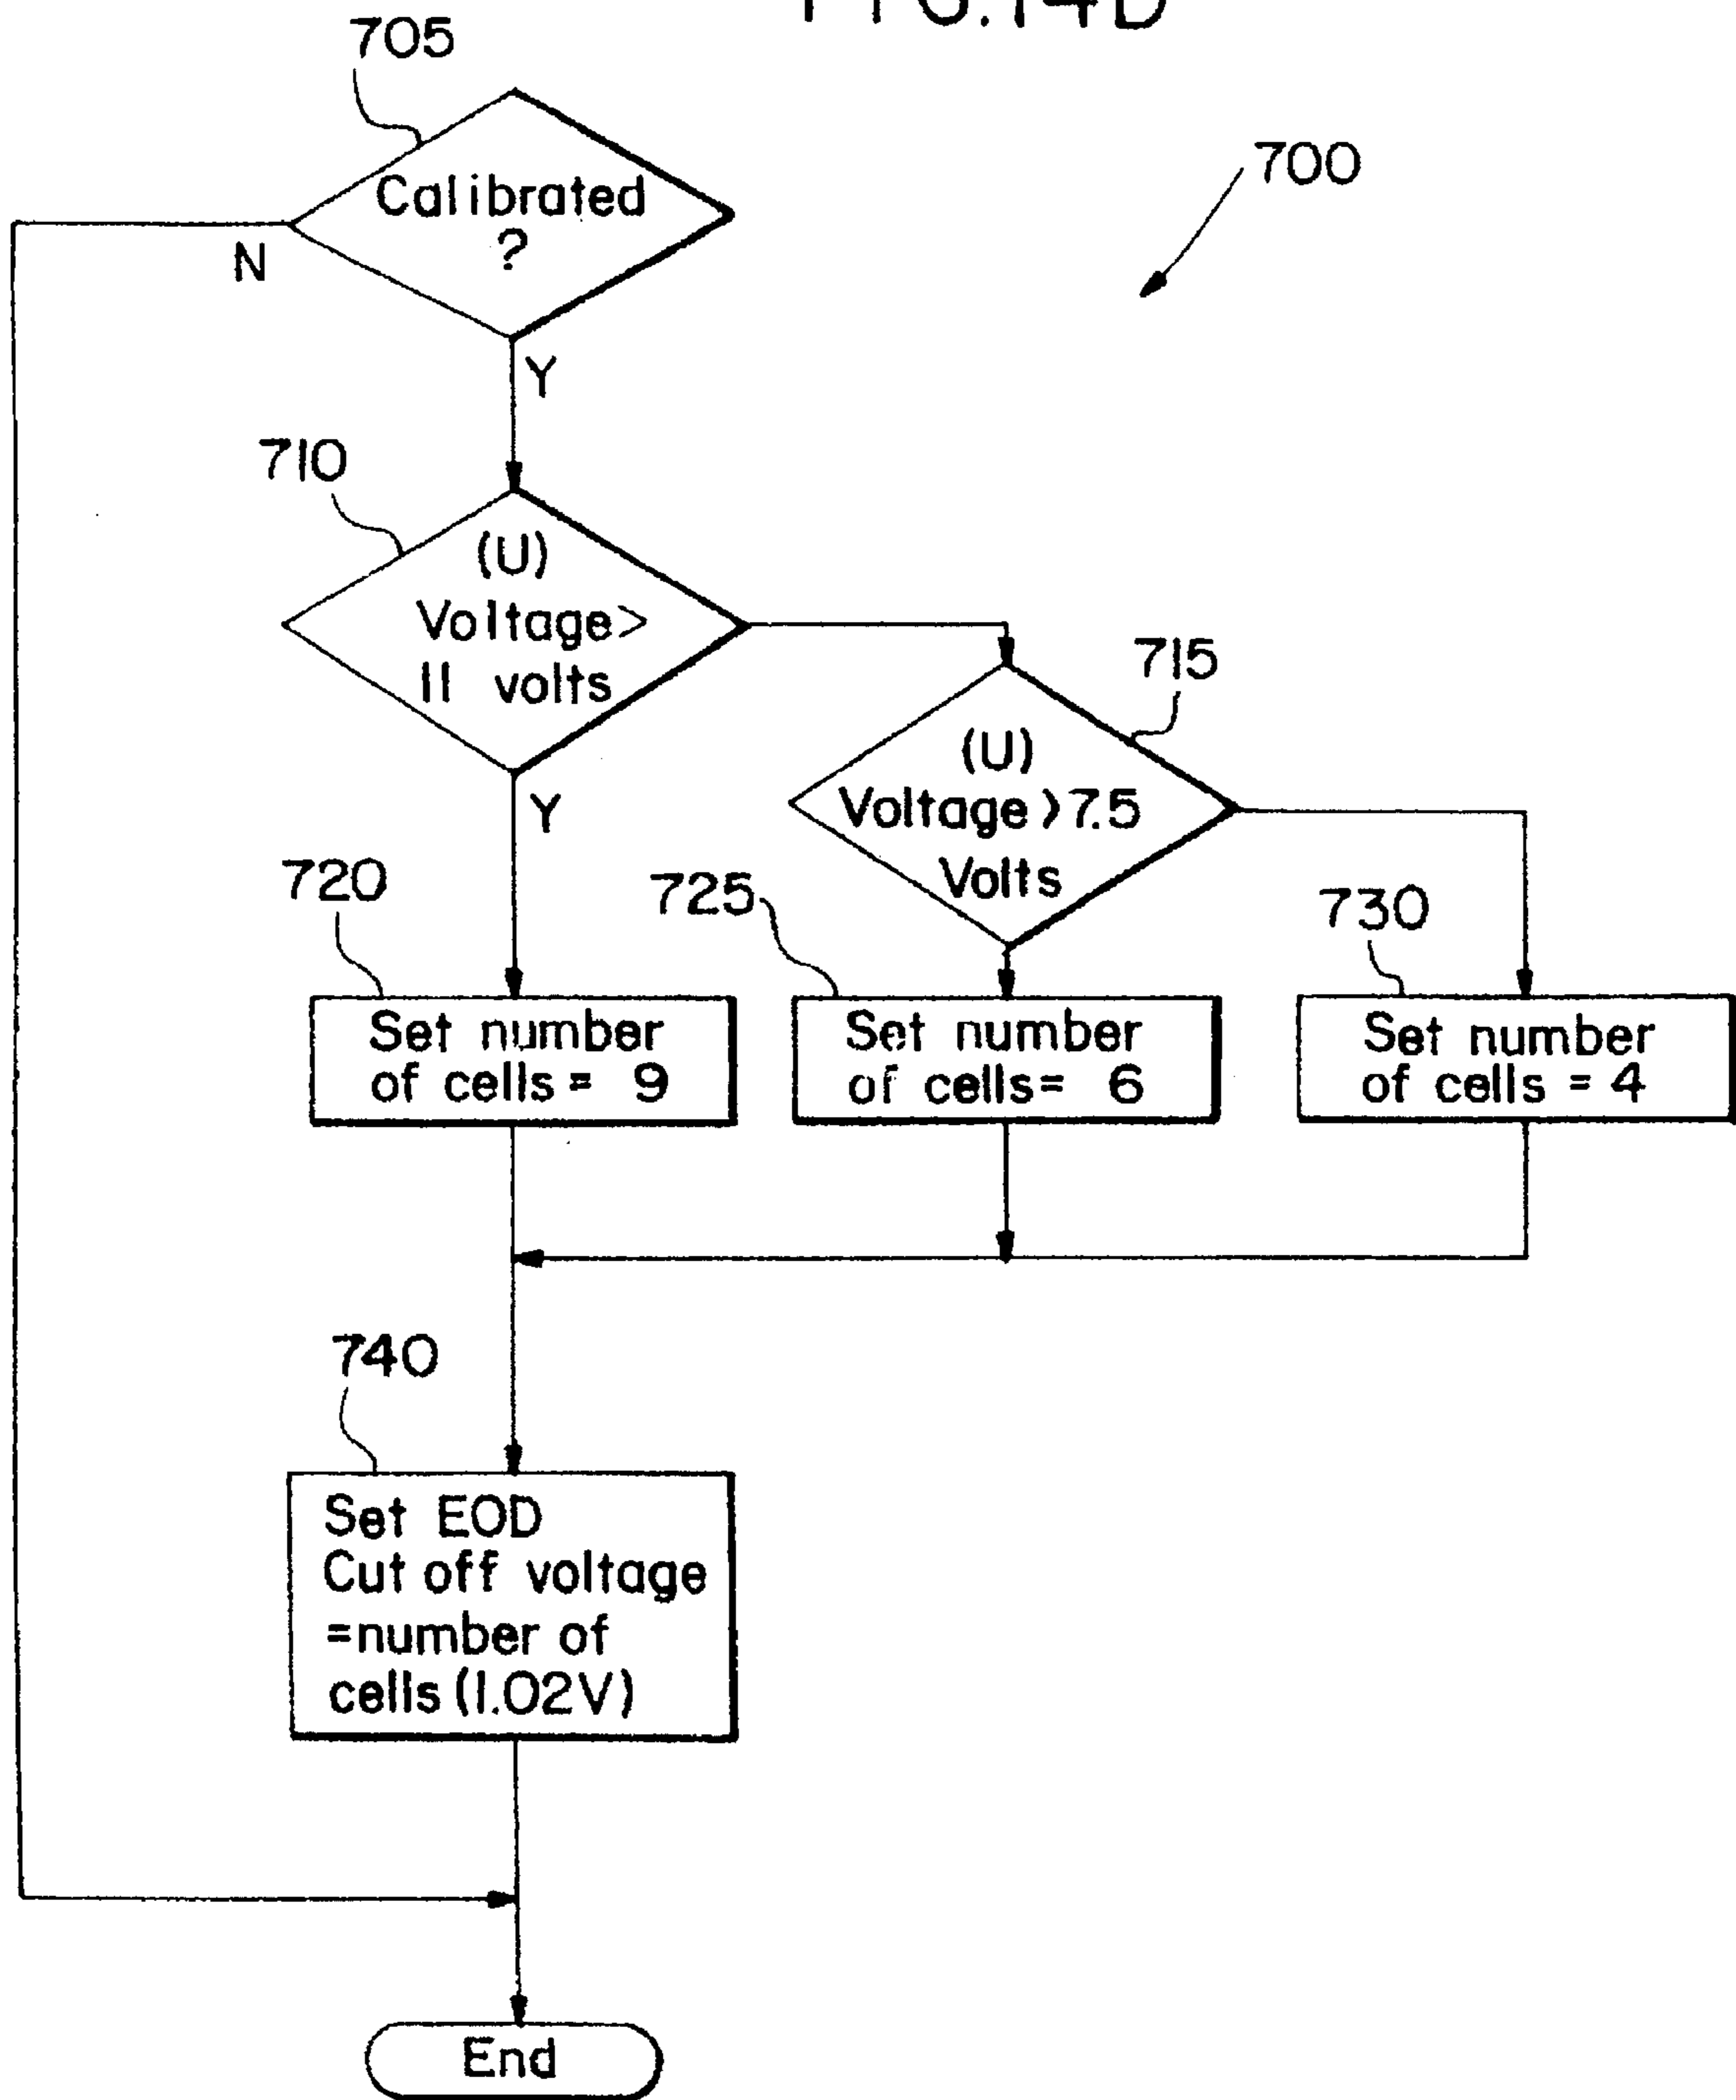 FIG.14D
705
700
Calibrated
?
N
Y
710
(U)
Voltage>
11 volts
715
Y
(U)
Voltage>7.5
Volts
720
725
730
Set number
of cells= 9
Set number
of cells= 6
Set number
of cells =4
740
Set EOD
Cut off voltage
=number of
cells (1.02V)
End